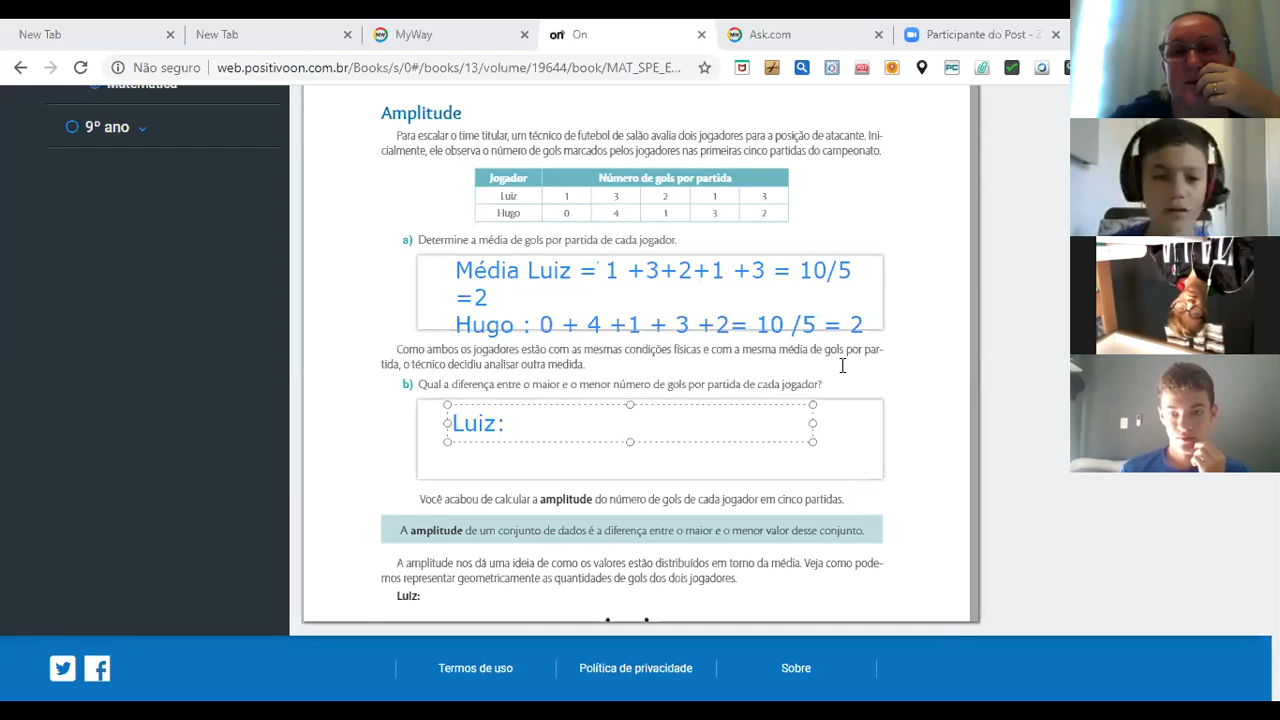 New Tab
New Tab
MyWay
On
Ask.com
Participante do Post - Z
Não seguro
web.positivoon.com.br/Books/s/0#/books/13/volume/19644/book/MAT_SPE_E...
Matemática
9º ano
Amplitude
Para escalar o time titular, um técnico de futebol de salão avalia dois jogadores para a posição de atacante. Ini-
cialmente, ele observa o número de gols marcados pelos jogadores nas primeiras cinco partidas do campeonato.
Jogador Número de gols por partida
Luiz 1 3 2 1 3
Hugo 0 4 1 3 2
a) Determine a média de gols por partida de cada jogador.
Média Luiz = 1 +3+2+1 +3 = 10/5
=2
Hugo : 0 + 4 +1 + 3 +2= 10 /5 = 2
Como ambos os jogadores estão com as mesmas condições físicas e com a mesma média de gols por par-
tida, o técnico decidiu analisar outra medida.
b) Qual a diferença entre o maior e o menor número de gols por partida de cada jogador?
Luiz:
Você acabou de calcular a amplitude do número de gols de cada jogador em cinco partidas.
A amplitude de um conjunto de dados é a diferença entre o maior e o menor valor desse conjunto.
A amplitude nos dá uma ideia de como os valores estão distribuídos em torno da média. Veja como pode-
mos representar geometricamente as quantidades de gols dos dois jogadores.
Luiz:
Termos de uso
Política de privacidade
Sobre